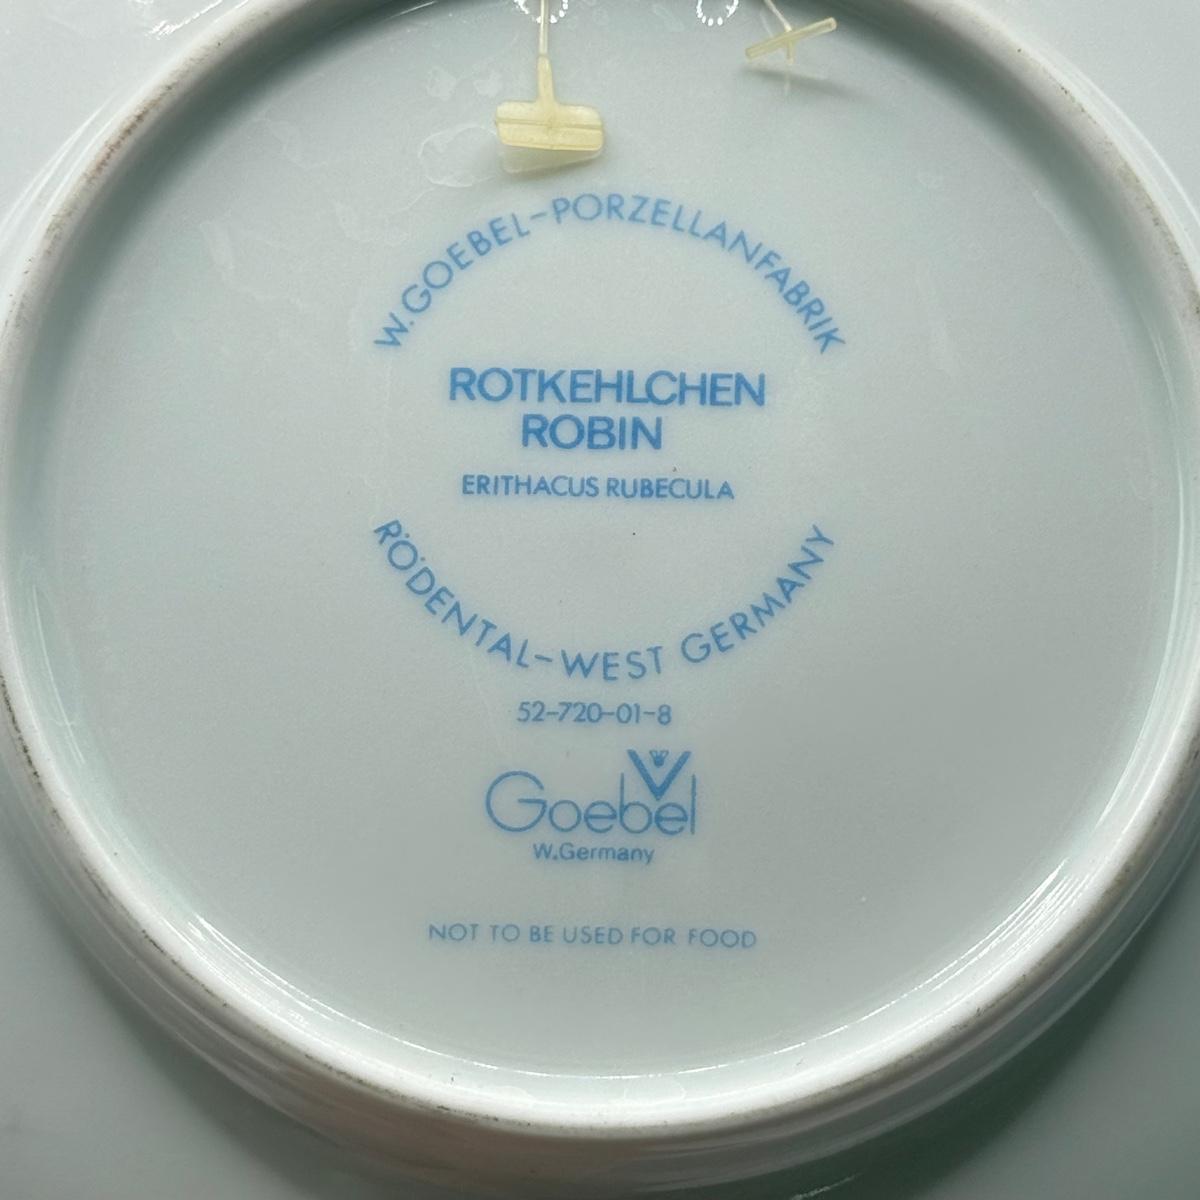 W.GOEBEL-PORZELLANFABRIK
ROTKEHLCHEN
ROBIN
ERITHACUS RUBECULA
RÖDENTAL-WEST GERMANY
52-720-01-8
Goebel
W.Germany
NOT TO BE USED FOR FOOD